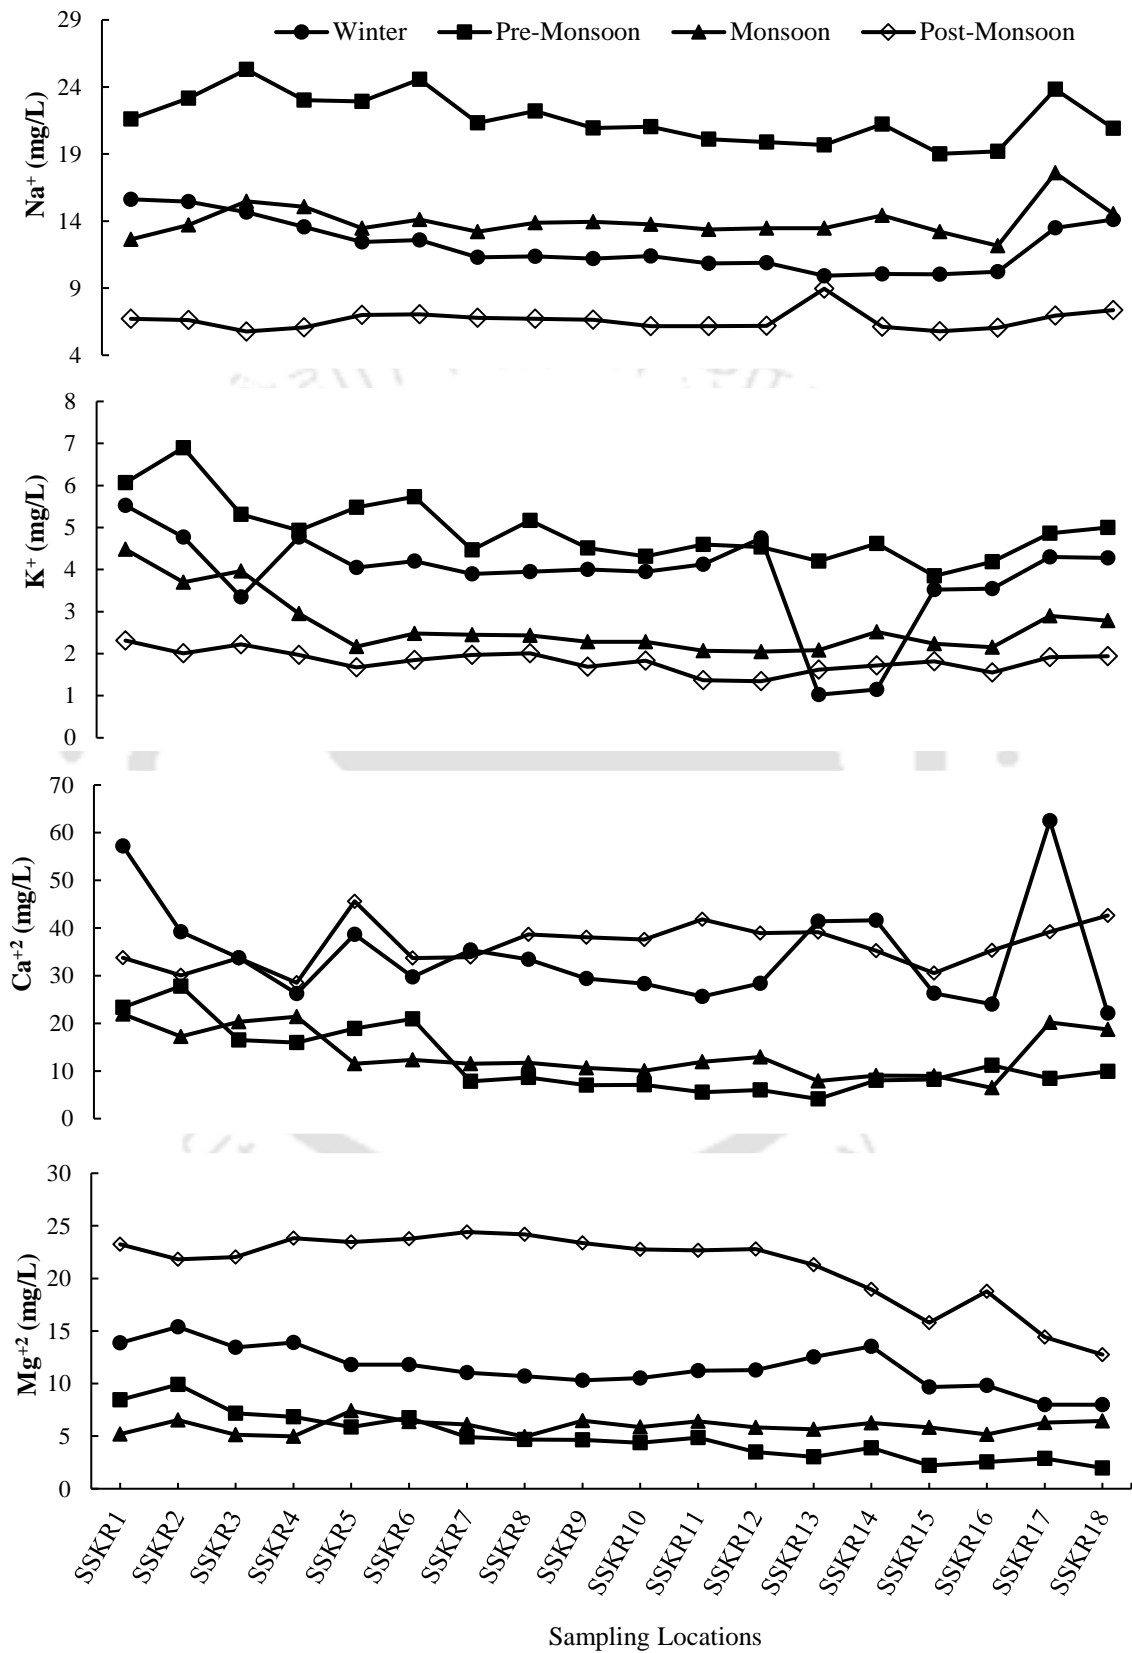 Winter Pre-Monsoon Monsoon Post-Monsoon
29
24
19
14
9
4
Na⁺ (mg/L)
8
7
6
5
4
3
2
1
0
K⁺ (mg/L)
70
60
50
40
30
20
10
0
Ca⁺² (mg/L)
30
25
20
15
10
5
0
Mg⁺² (mg/L)
SSKR1
SSKR2
SSKR3
SSKR4
SSKR5
SSKR6
SSKR7
SSKR8
SSKR9
SSKR10
SSKR11
SSKR12
SSKR13
SSKR14
SSKR15
SSKR16
SSKR17
SSKR18
Sampling Locations